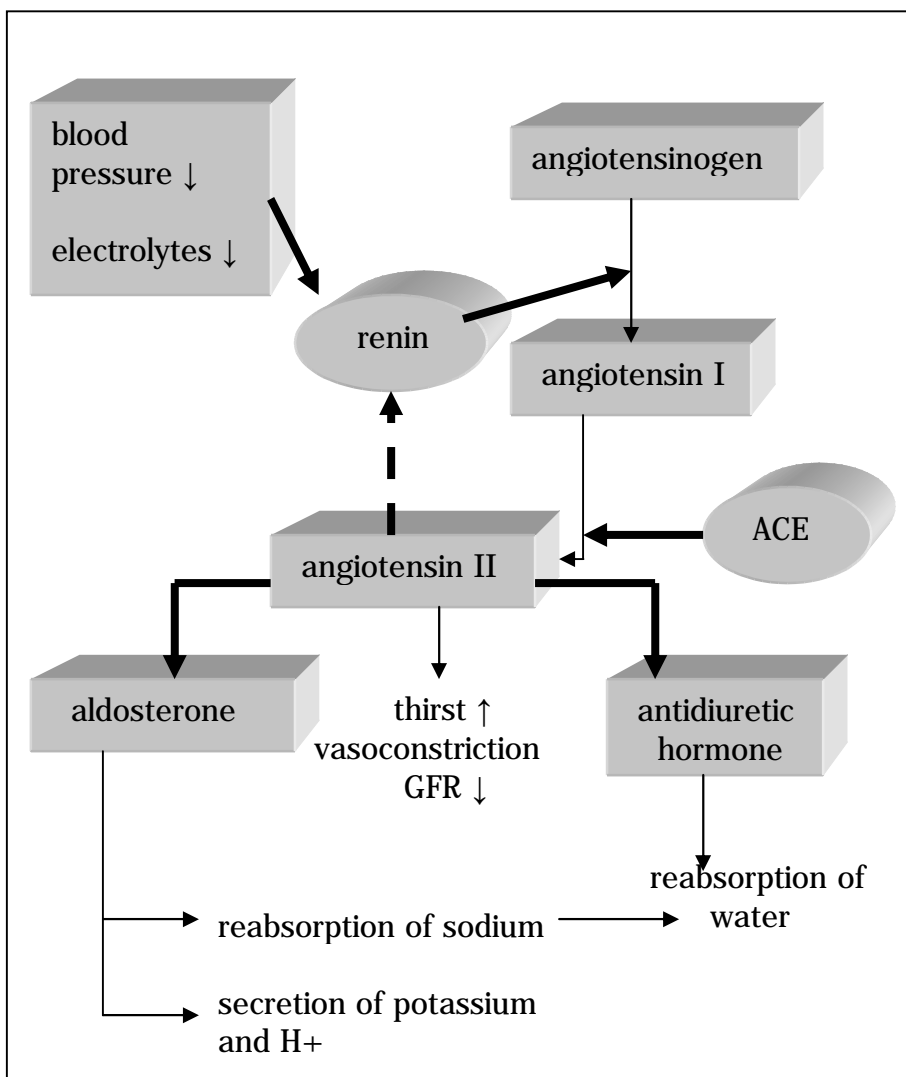 blood
pressure ↓
electrolytes ↓
angiotensinogen
renin
angiotensin I
ACE
angiotensin II
aldosterone
thirst ↑
vasoconstriction
GFR ↓
antidiuretic
hormone
reabsorption of
water
reabsorption of sodium
secretion of potassium
and H+